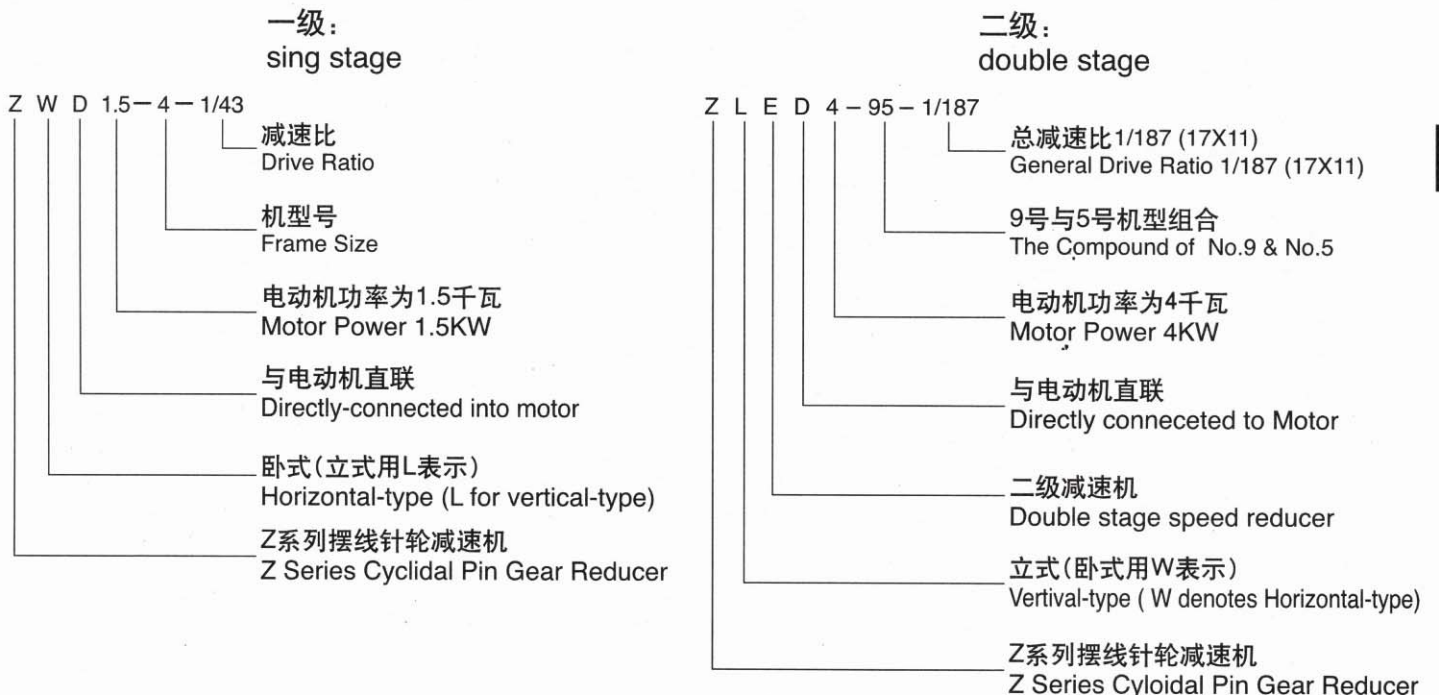 一级：
sing stage
Z W D 1.5－4－1/43
减速比
Drive Ratio
机型号
Frame Size
电动机功率为1.5千瓦
Motor Power 1.5KW
与电动机直联
Directly-connected into motor
卧式(立式用L表示)
Horizontal-type (L for vertical-type)
Z系列摆线针轮减速机
Z Series Cyclidal Pin Gear Reducer
二级：
double stage
Z L E D 4－95－1/187
总减速比1/187 (17X11)
General Drive Ratio 1/187 (17X11)
9号与5号机型组合
The Compound of No.9 & No.5
电动机功率为4千瓦
Motor Power 4KW
与电动机直联
Directly conneceted to Motor
二级减速机
Double stage speed reducer
立式(卧式用W表示)
Vertival-type ( W denotes Horizontal-type)
Z系列摆线针轮减速机
Z Series Cyloidal Pin Gear Reducer